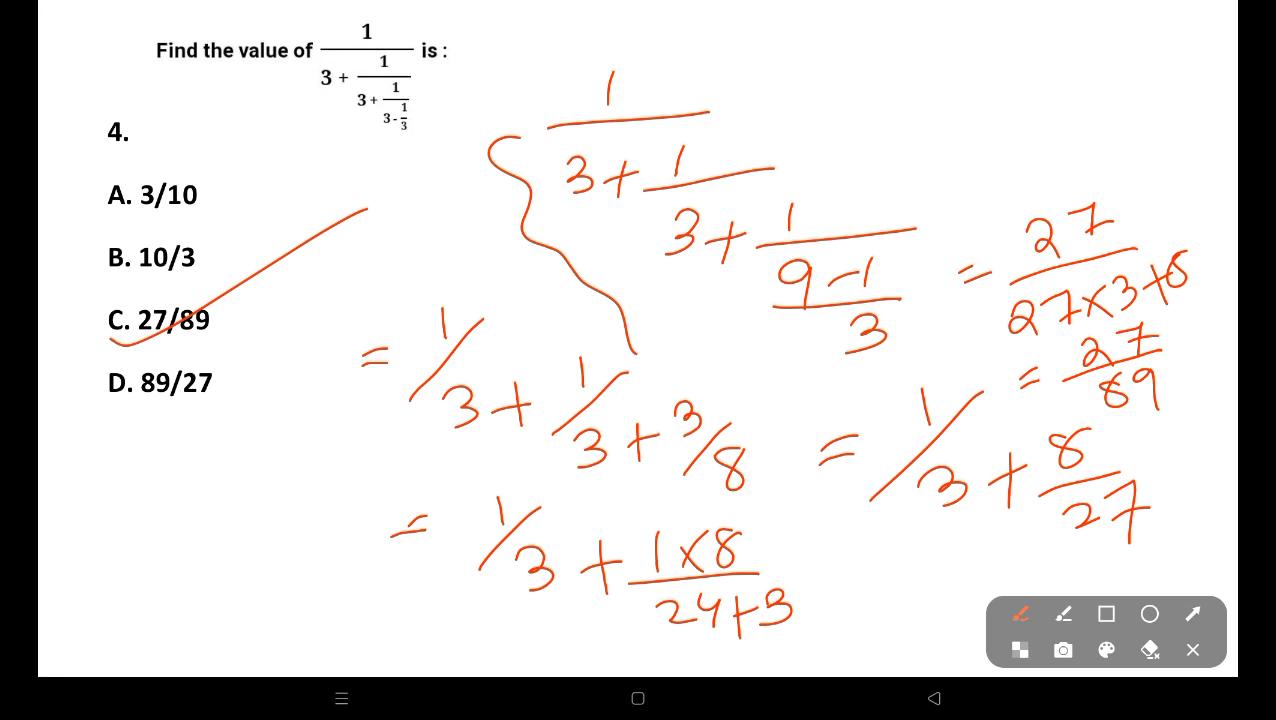 Find the value of 1 / 3 + 1 / 3 + 1 / 3 - 1/3 is :
4.
A. 3/10
B. 10/3
C. 27/89
D. 89/27
1
3 + 1
3 + 1
9 - 1
3
= 1/3 + 1/3 + 3/8
= 1/3 + 1 × 8
24 + 3
= 1/3 + 8
27
= 27
27 × 3 + 8
= 27
89